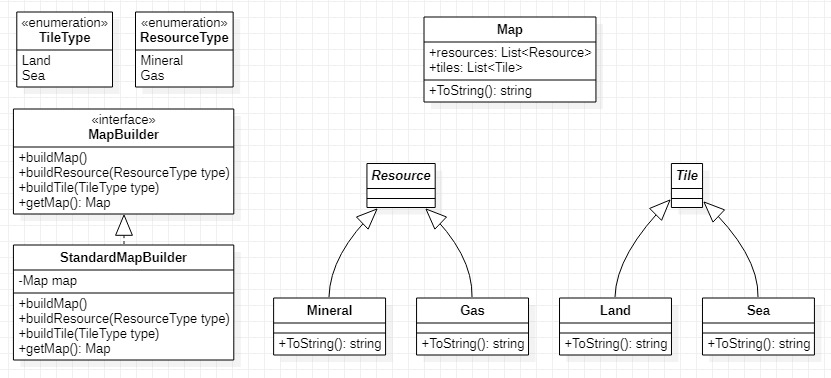 «enumeration»
TileType
Land
Sea
«enumeration»
ResourceType
Mineral
Gas
Map
+resources: List<Resource>
+tiles: List<Tile>
+ToString(): string
«interface»
MapBuilder
+buildMap()
+buildResource(ResourceType type)
+buildTile(TileType type)
+getMap(): Map
Resource
Tile
StandardMapBuilder
-Map map
+buildMap()
+buildResource(ResourceType type)
+buildTile(TileType type)
+getMap(): Map
Mineral
+ToString(): string
Gas
+ToString(): string
Land
+ToString(): string
Sea
+ToString(): string